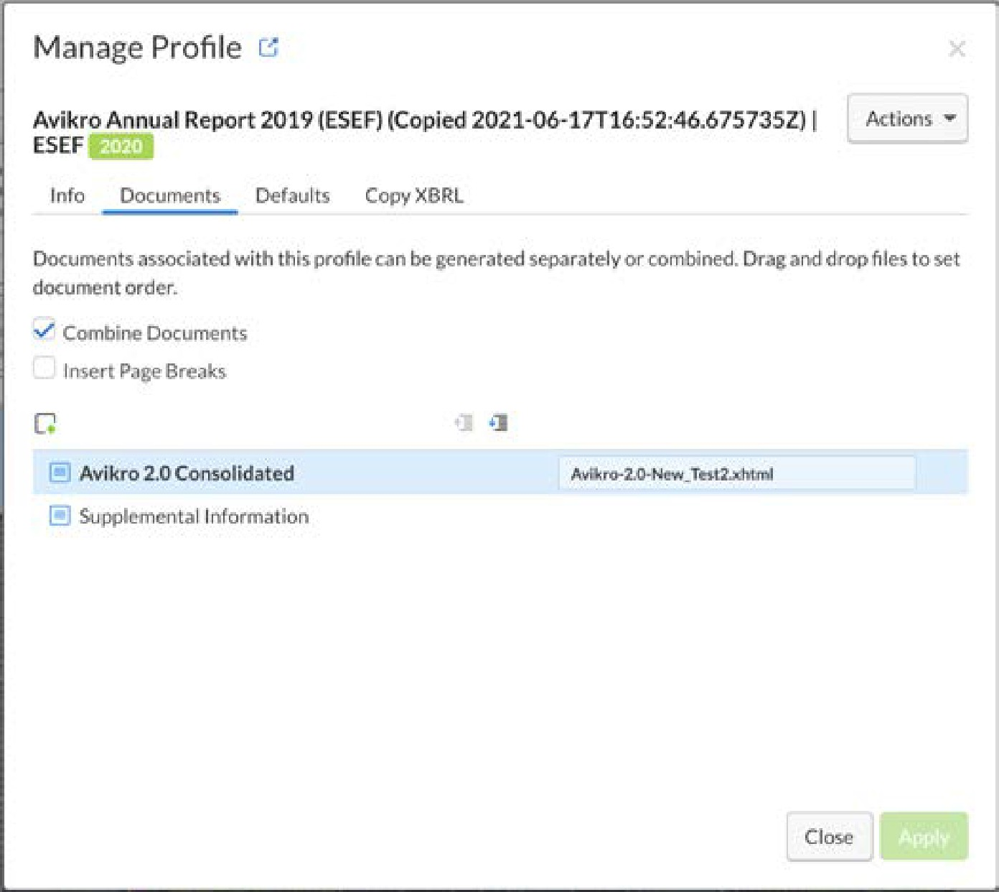 Manage Profile
Avikro Annual Report 2019 (ESEF) (Copied 2021-06-17T16:52:46.675735Z) |
ESEF 2020
Actions
Info Documents Defaults Copy XBRL
Documents associated with this profile can be generated separately or combined. Drag and drop files to set
document order.
Combine Documents
Insert Page Breaks
Avikro 2.0 Consolidated Avikro-2.0-New_Test2.xhtml
Supplemental Information
Close Apply